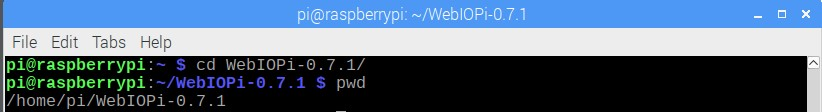 pi@raspberrypi: ~/WebIOPi-0.7.1
File Edit Tabs Help
pi@raspberrypi:~ $ cd WebIOPi-0.7.1/
pi@raspberrypi:~/WebIOPi-0.7.1 $ pwd
/home/pi/WebIOPi-0.7.1